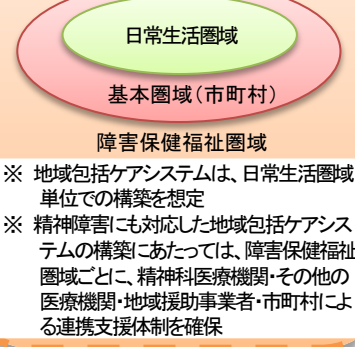 日常生活圏域
基本圏域（市町村）
障害保健福祉圏域
※ 地域包括ケアシステムは、日常生活圏域
単位での構築を想定
※ 精神障害にも対応した地域包括ケアシス
テムの構築にあたっては、障害保健福祉
圏域ごとに、精神科医療機関・その他の
医療機関・地域援助事業者・市町村によ
る連携支援体制を確保